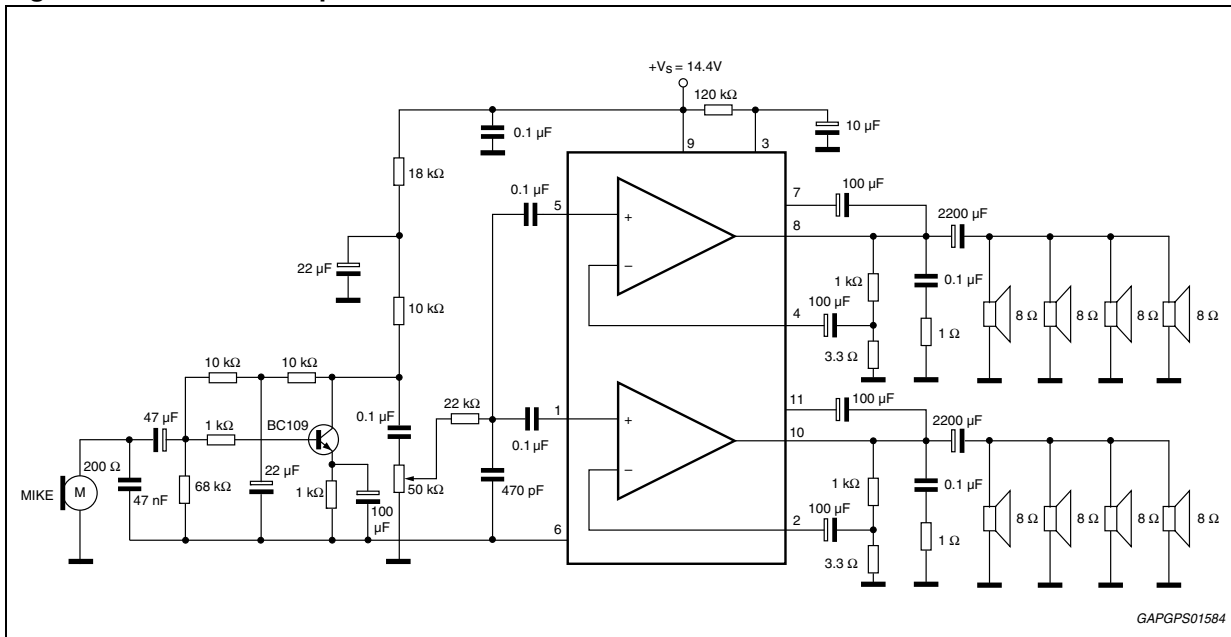 +VS = 14.4V
120 kΩ
0.1 µF
10 µF
9
3
18 kΩ
0.1 µF
5
7
100 µF
8
2200 µF
+
−
22 µF
10 kΩ
1 kΩ
0.1 µF
100 µF
4
1 Ω
3.3 Ω
8 Ω
8 Ω
8 Ω
8 Ω
10 kΩ
10 kΩ
47 µF
1 kΩ
BC109
0.1 µF
22 kΩ
1
0.1 µF
11
100 µF
10
2200 µF
+
−
200 Ω
MIKE
M
47 nF
68 kΩ
22 µF
1 kΩ
100
µF
50 kΩ
470 pF
6
1 kΩ
0.1 µF
100 µF
2
1 Ω
3.3 Ω
8 Ω
8 Ω
8 Ω
8 Ω
GAPGPS01584